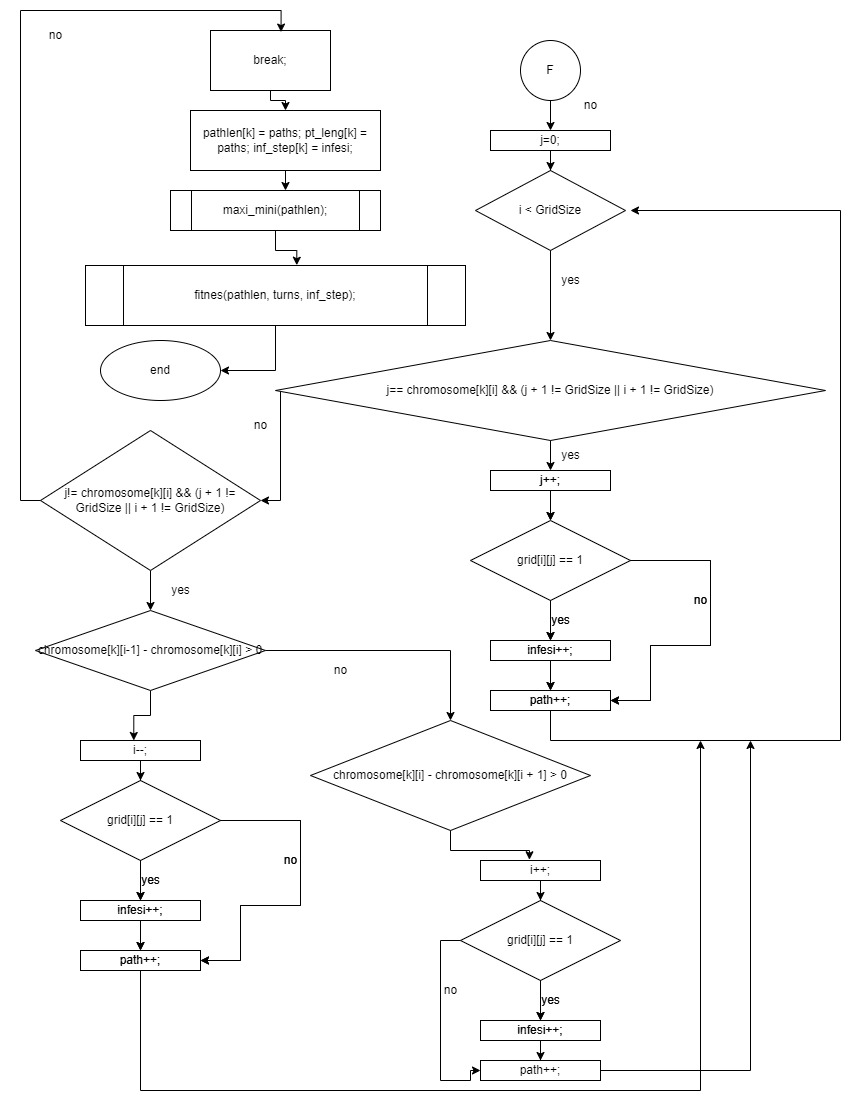 no
break;
F
no
pathlen[k] = paths; pt_leng[k] =
paths; inf_step[k] = infesi;
j=0;
maxi_mini(pathlen);
i < GridSize
yes
fitnes(pathlen, turns, inf_step);
end
j== chromosome[k][i] && (j + 1 != GridSize || i + 1 != GridSize)
no
yes
j++;
j!= chromosome[k][i] && (j + 1 !=
GridSize || i + 1 != GridSize)
grid[i][j] == 1
yes
no
yes
chromosome[k][i-1] - chromosome[k][i] > 0
infesi++;
no
path++;
i--;
chromosome[k][i] - chromosome[k][i + 1] > 0
grid[i][j] == 1
no
yes
i++;
infesi++;
grid[i][j] == 1
path++;
no
yes
infesi++;
path++;